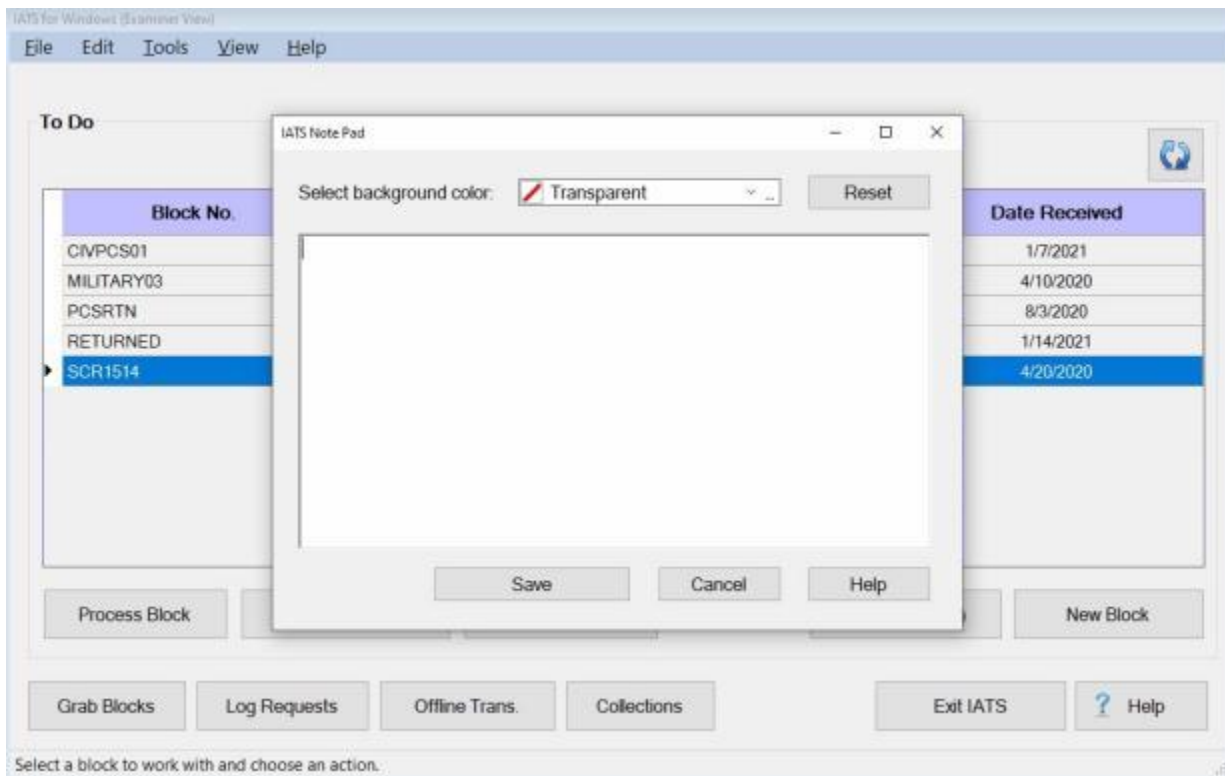 IATS for Windows (Examiner View)
File Edit Tools View Help
To Do
IATS Note Pad
Select background color: Transparent .. Reset
Block No. Date Received
CIVPCS01 1/7/2021
MILITARY03 4/10/2020
PCSRTN 8/3/2020
RETURNED 1/14/2021
SCR1514 4/20/2020
Save Cancel Help
Process Block New Block
Grab Blocks Log Requests Offline Trans. Collections Exit IATS ? Help
Select a block to work with and choose an action.